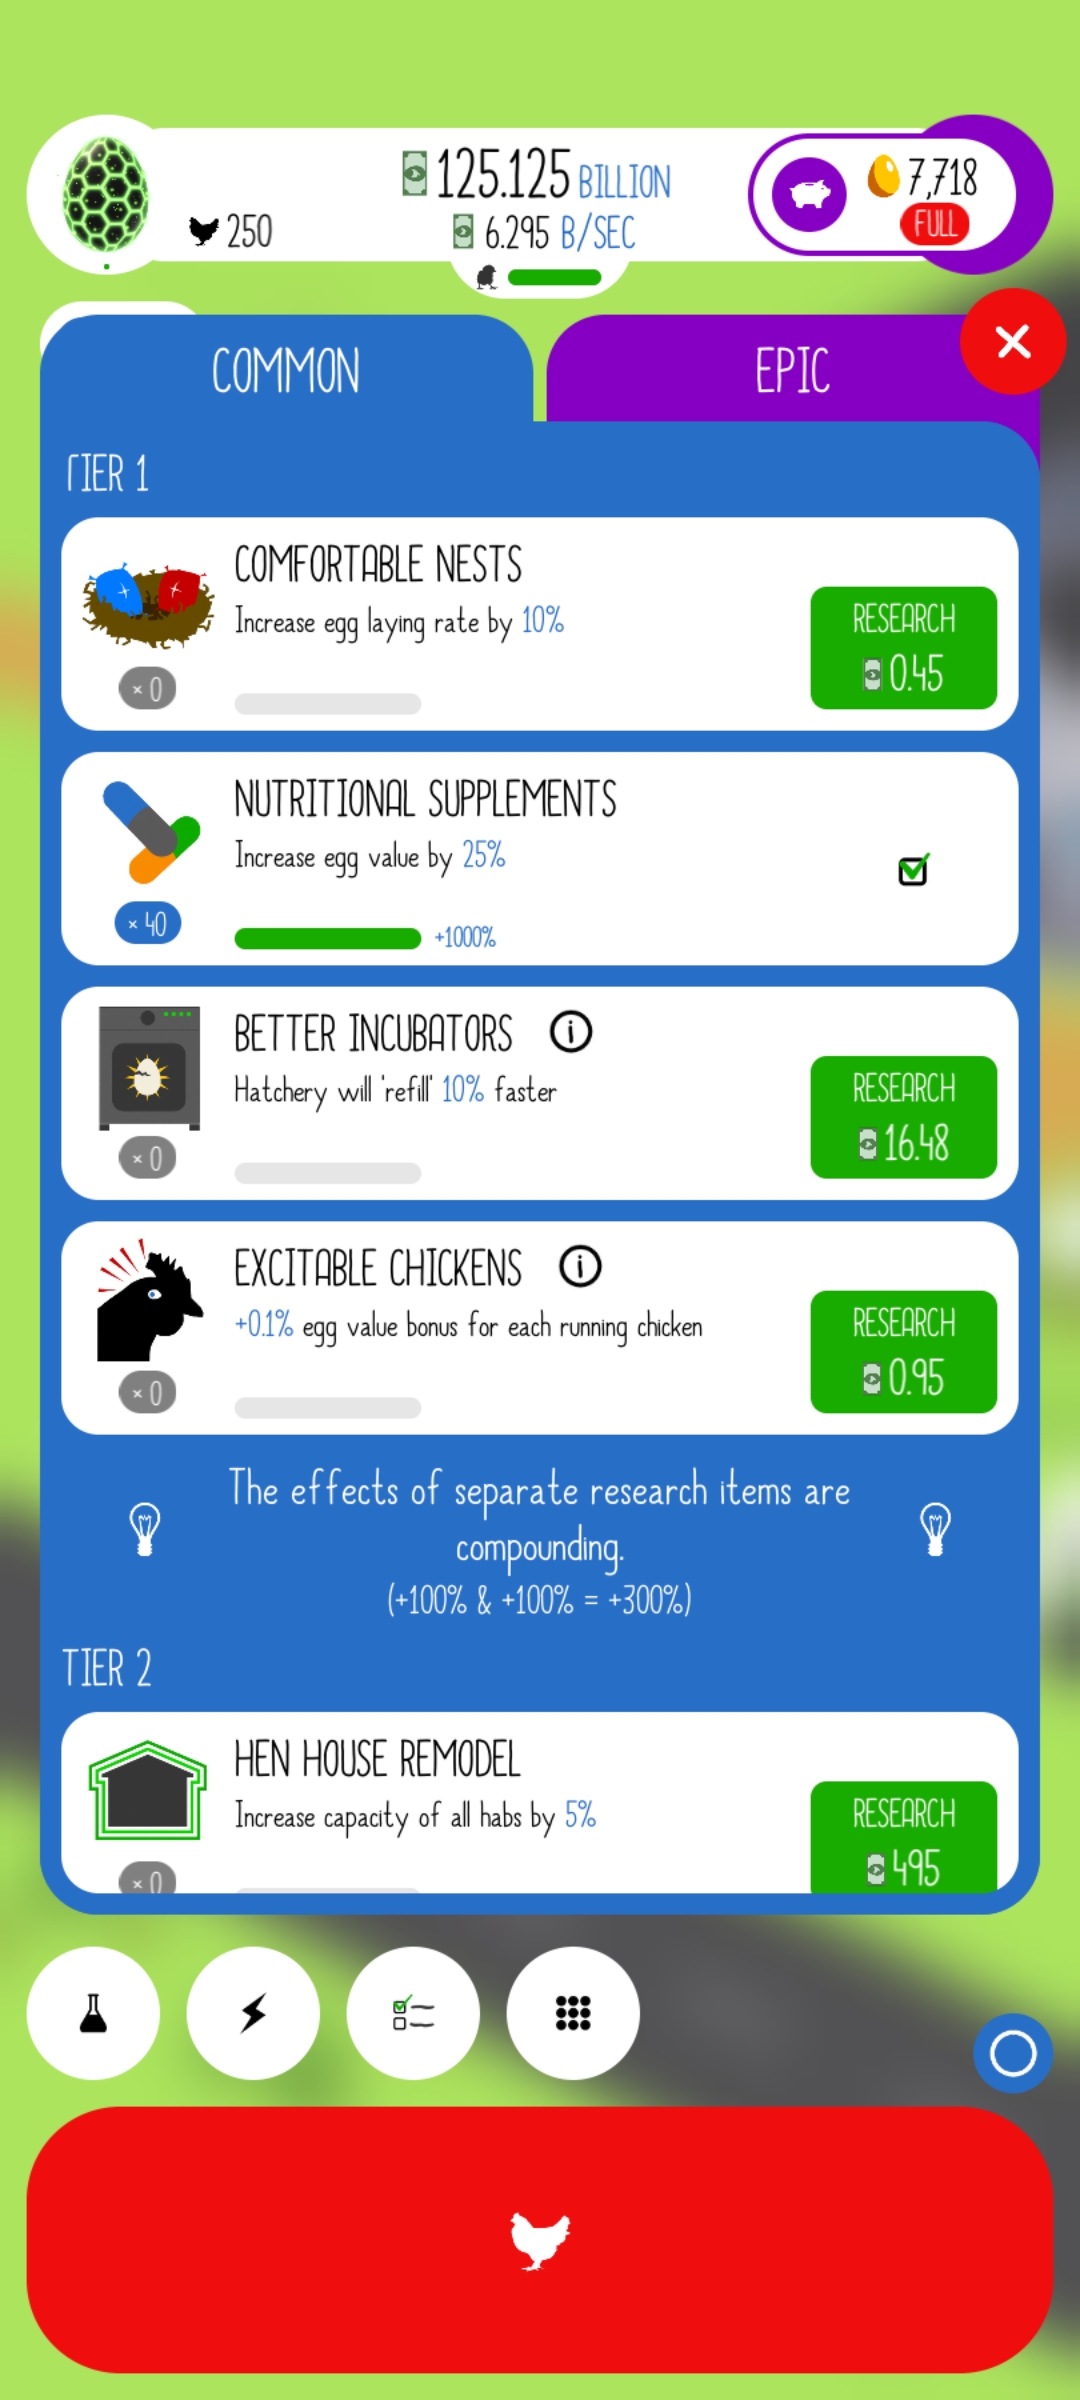 125.125 BILLION
250
6.295 B/SEC
7,718
FULL
COMMON
EPIC
TIER 1
COMFORTABLE NESTS
Increase egg laying rate by 10%
× 0
RESEARCH
0.45
NUTRITIONAL SUPPLEMENTS
Increase egg value by 25%
× 40
+1000%
BETTER INCUBATORS
Hatchery will 'refill' 10% faster
× 0
RESEARCH
16.48
EXCITABLE CHICKENS
+0.1% egg value bonus for each running chicken
× 0
RESEARCH
0.95
The effects of separate research items are
compounding.
(+100% & +100% = +300%)
TIER 2
HEN HOUSE REMODEL
Increase capacity of all habs by 5%
× 0
RESEARCH
495